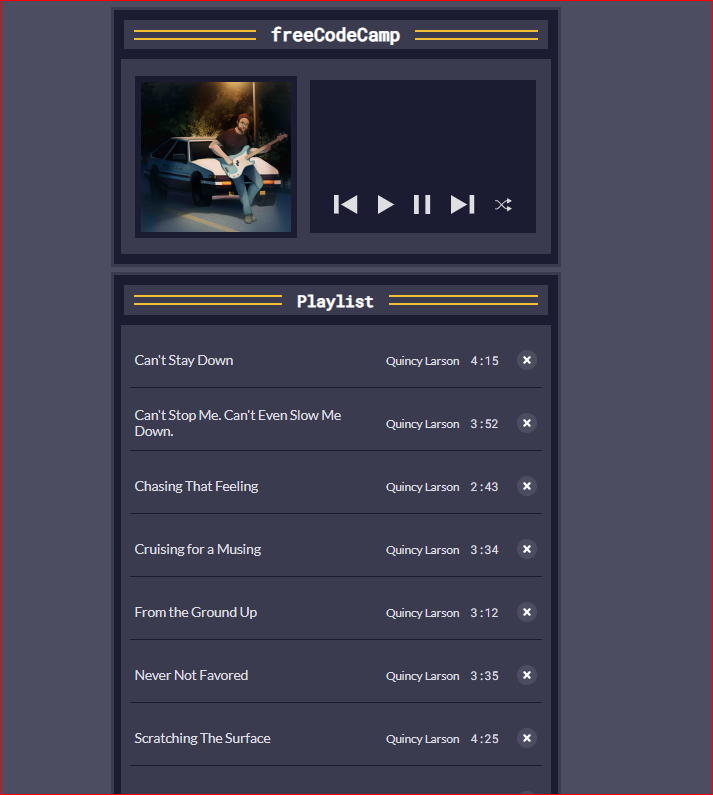 freeCodeCamp
Playlist
Can't Stay Down Quincy Larson 4:15
Can't Stop Me. Can't Even Slow Me
Down. Quincy Larson 3:52
Chasing That Feeling Quincy Larson 2:43
Cruising for a Musing Quincy Larson 3:34
From the Ground Up Quincy Larson 3:12
Never Not Favored Quincy Larson 3:35
Scratching The Surface Quincy Larson 4:25